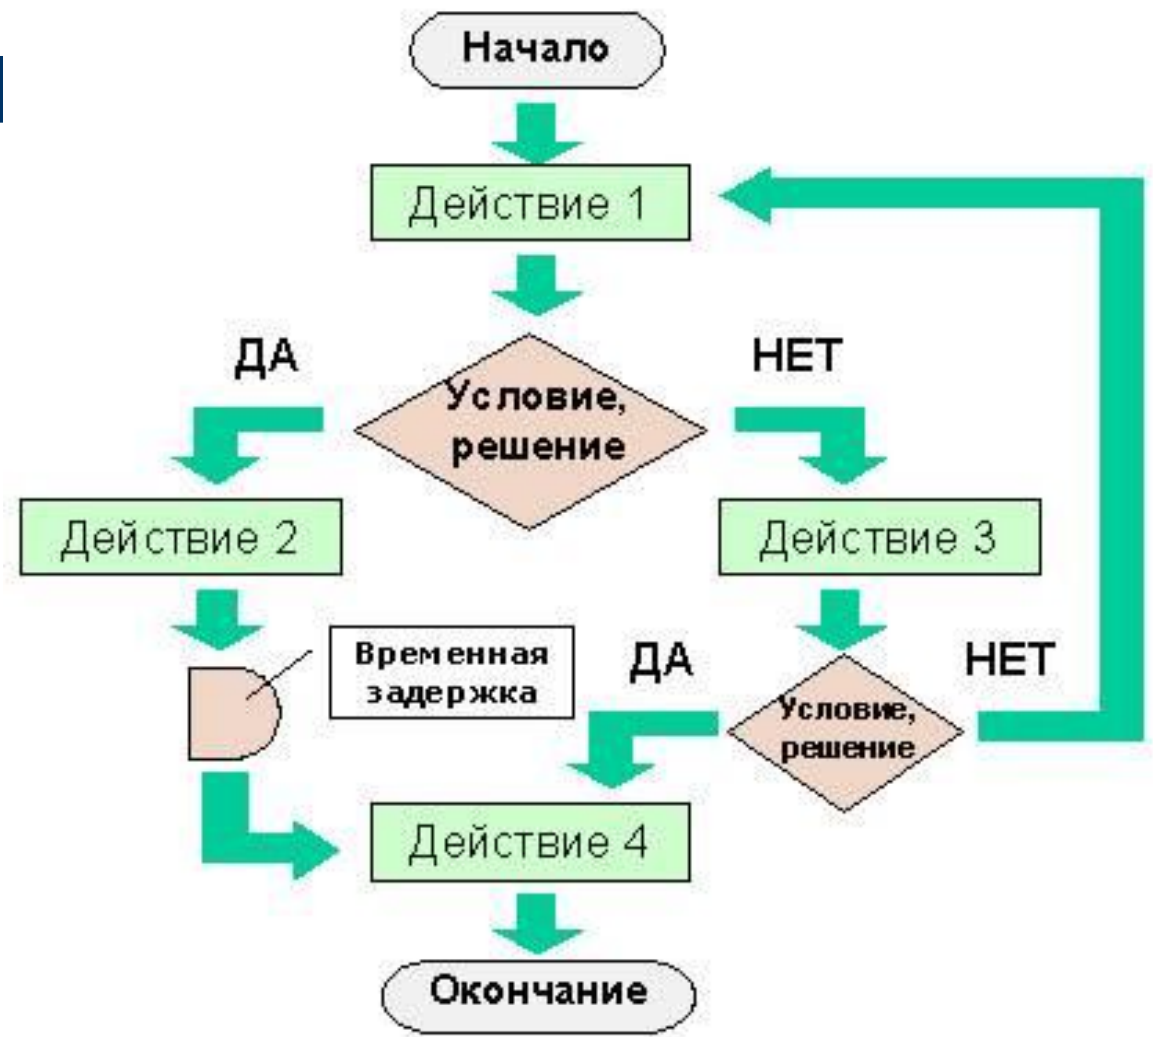 Начало
Действие 1
ДА
НЕТ
Условие,
решение
Действие 2
Действие 3
Временная
задержка
ДА
НЕТ
Условие,
решение
Действие 4
Окончание